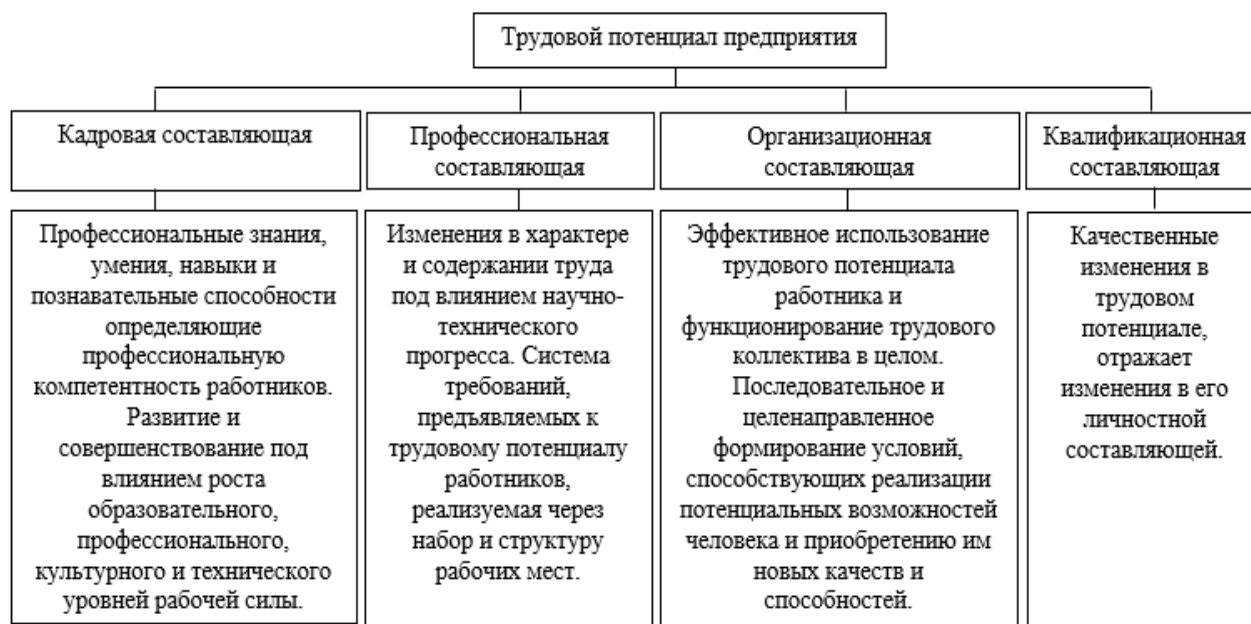 Трудовой потенциал предприятия
Кадровая составляющая
Профессиональная
составляющая
Организационная
составляющая
Квалификационная
составляющая
Профессиональные знания,
умения, навыки и
познавательные способности
определяющие
профессиональную
компетентность работников.
Развитие и
совершенствование под
влиянием роста
образовательного,
профессионального,
культурного и технического
уровней рабочей силы.
Изменения в характере
и содержании труда
под влиянием научно-
технического
прогресса. Система
требований,
предъявляемых к
трудовому потенциалу
работников,
реализуемая через
набор и структуру
рабочих мест.
Эффективное использование
трудового потенциала
работника и
функционирование трудового
коллектива в целом.
Последовательное и
целенаправленное
формирование условий,
способствующих реализации
потенциальных возможностей
человека и приобретению им
новых качеств и
способностей.
Качественные
изменения в
трудовом
потенциале,
отражает
изменения в его
личностной
составляющей.